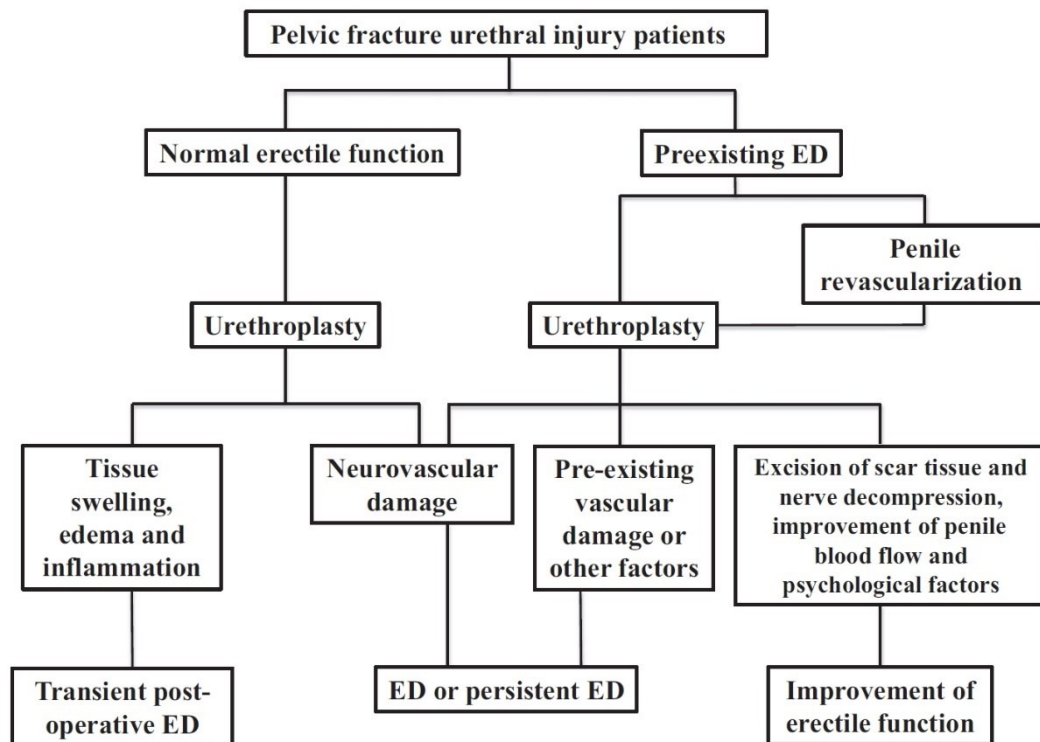 Pelvic fracture urethral injury patients
Normal erectile function
Preexisting ED
Penile
revascularization
Urethroplasty
Urethroplasty
Tissue
swelling,
edema and
inflammation
Neurovascular
damage
Pre-existing
vascular
damage or
other factors
Excision of scar tissue and
nerve decompression,
improvement of penile
blood flow and
psychological factors
Transient post-
operative ED
ED or persistent ED
Improvement of
erectile function